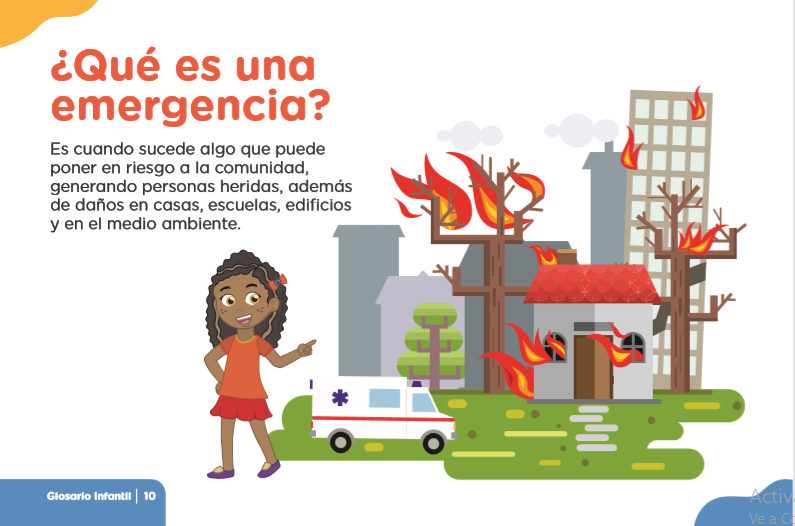 ¿Qué es una
emergencia?
Es cuando sucede algo que puede
poner en riesgo a la comunidad,
generando personas heridas, además
de daños en casas, escuelas, edificios
y en el medio ambiente.
Glosario Infantil | 10
Activ
Ve a C